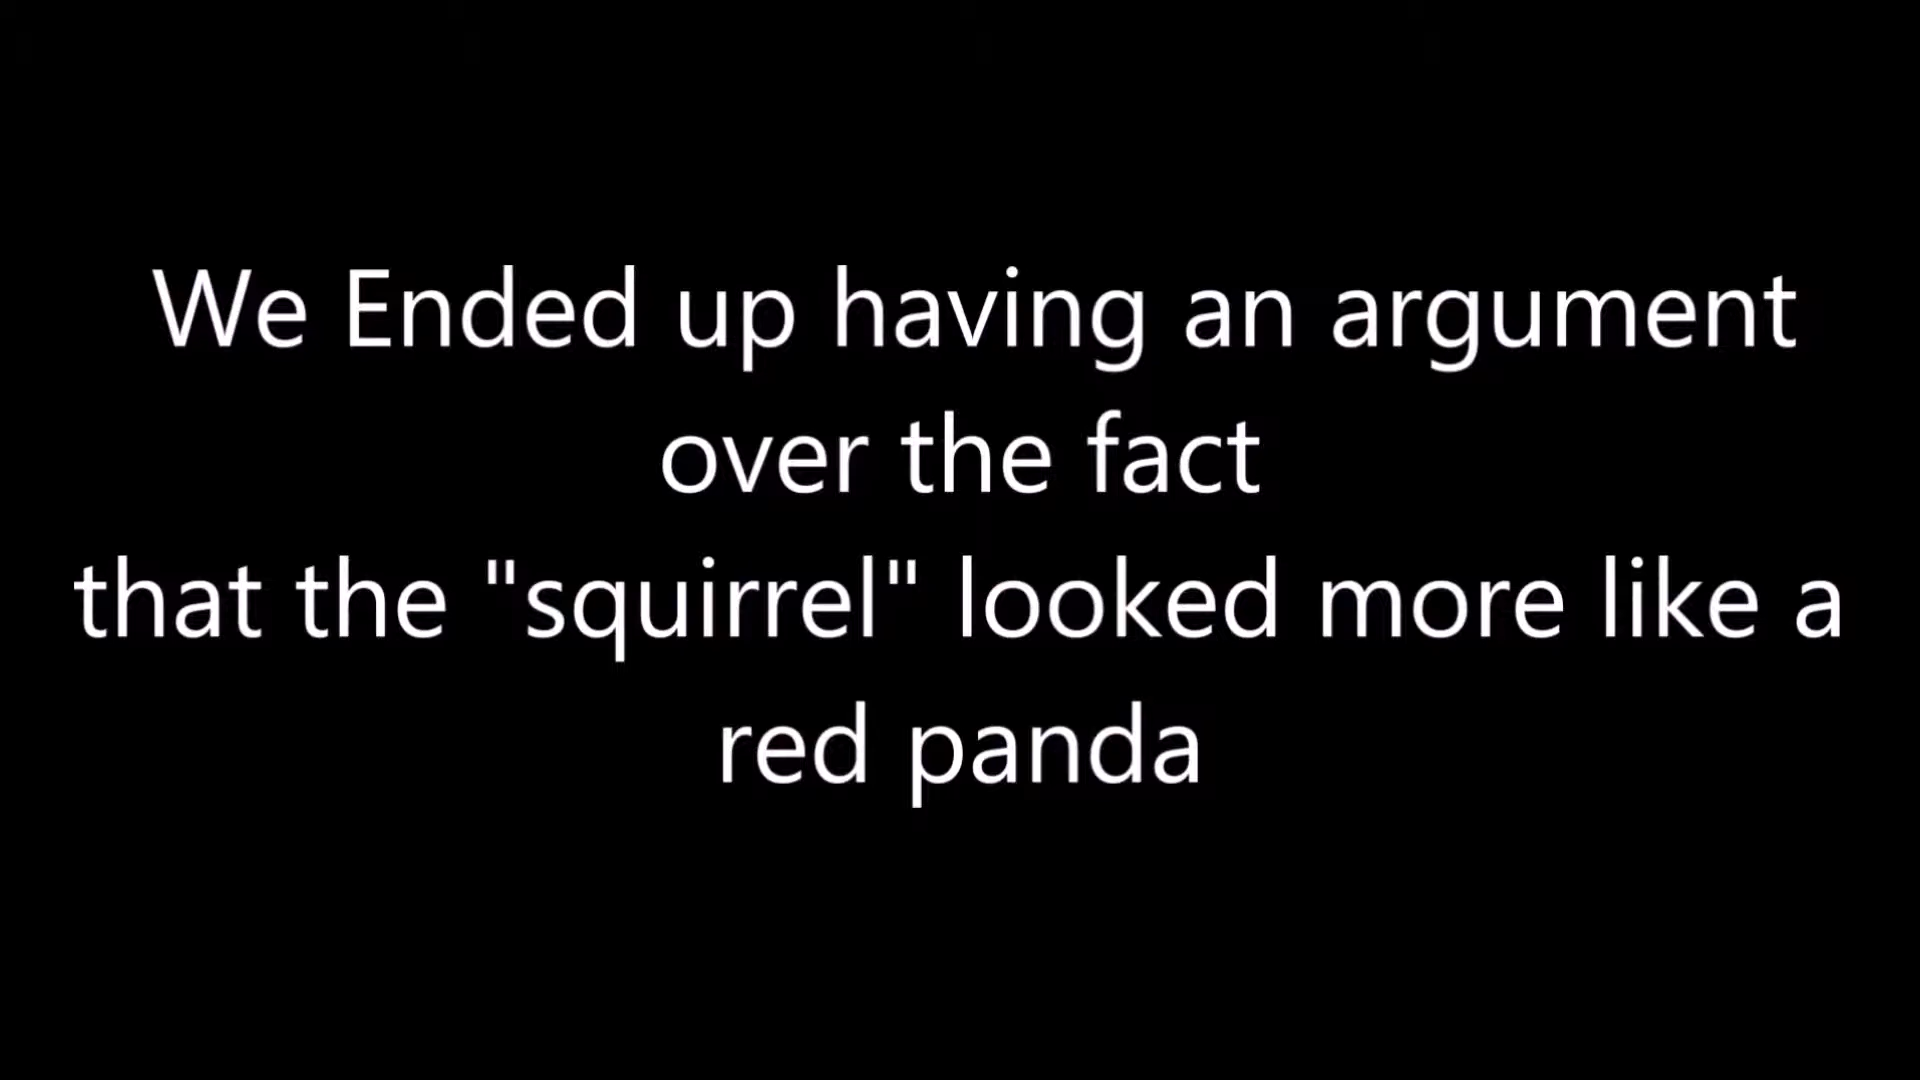 We Ended up having an argument
over the fact
that the "squirrel" looked more like a
red panda